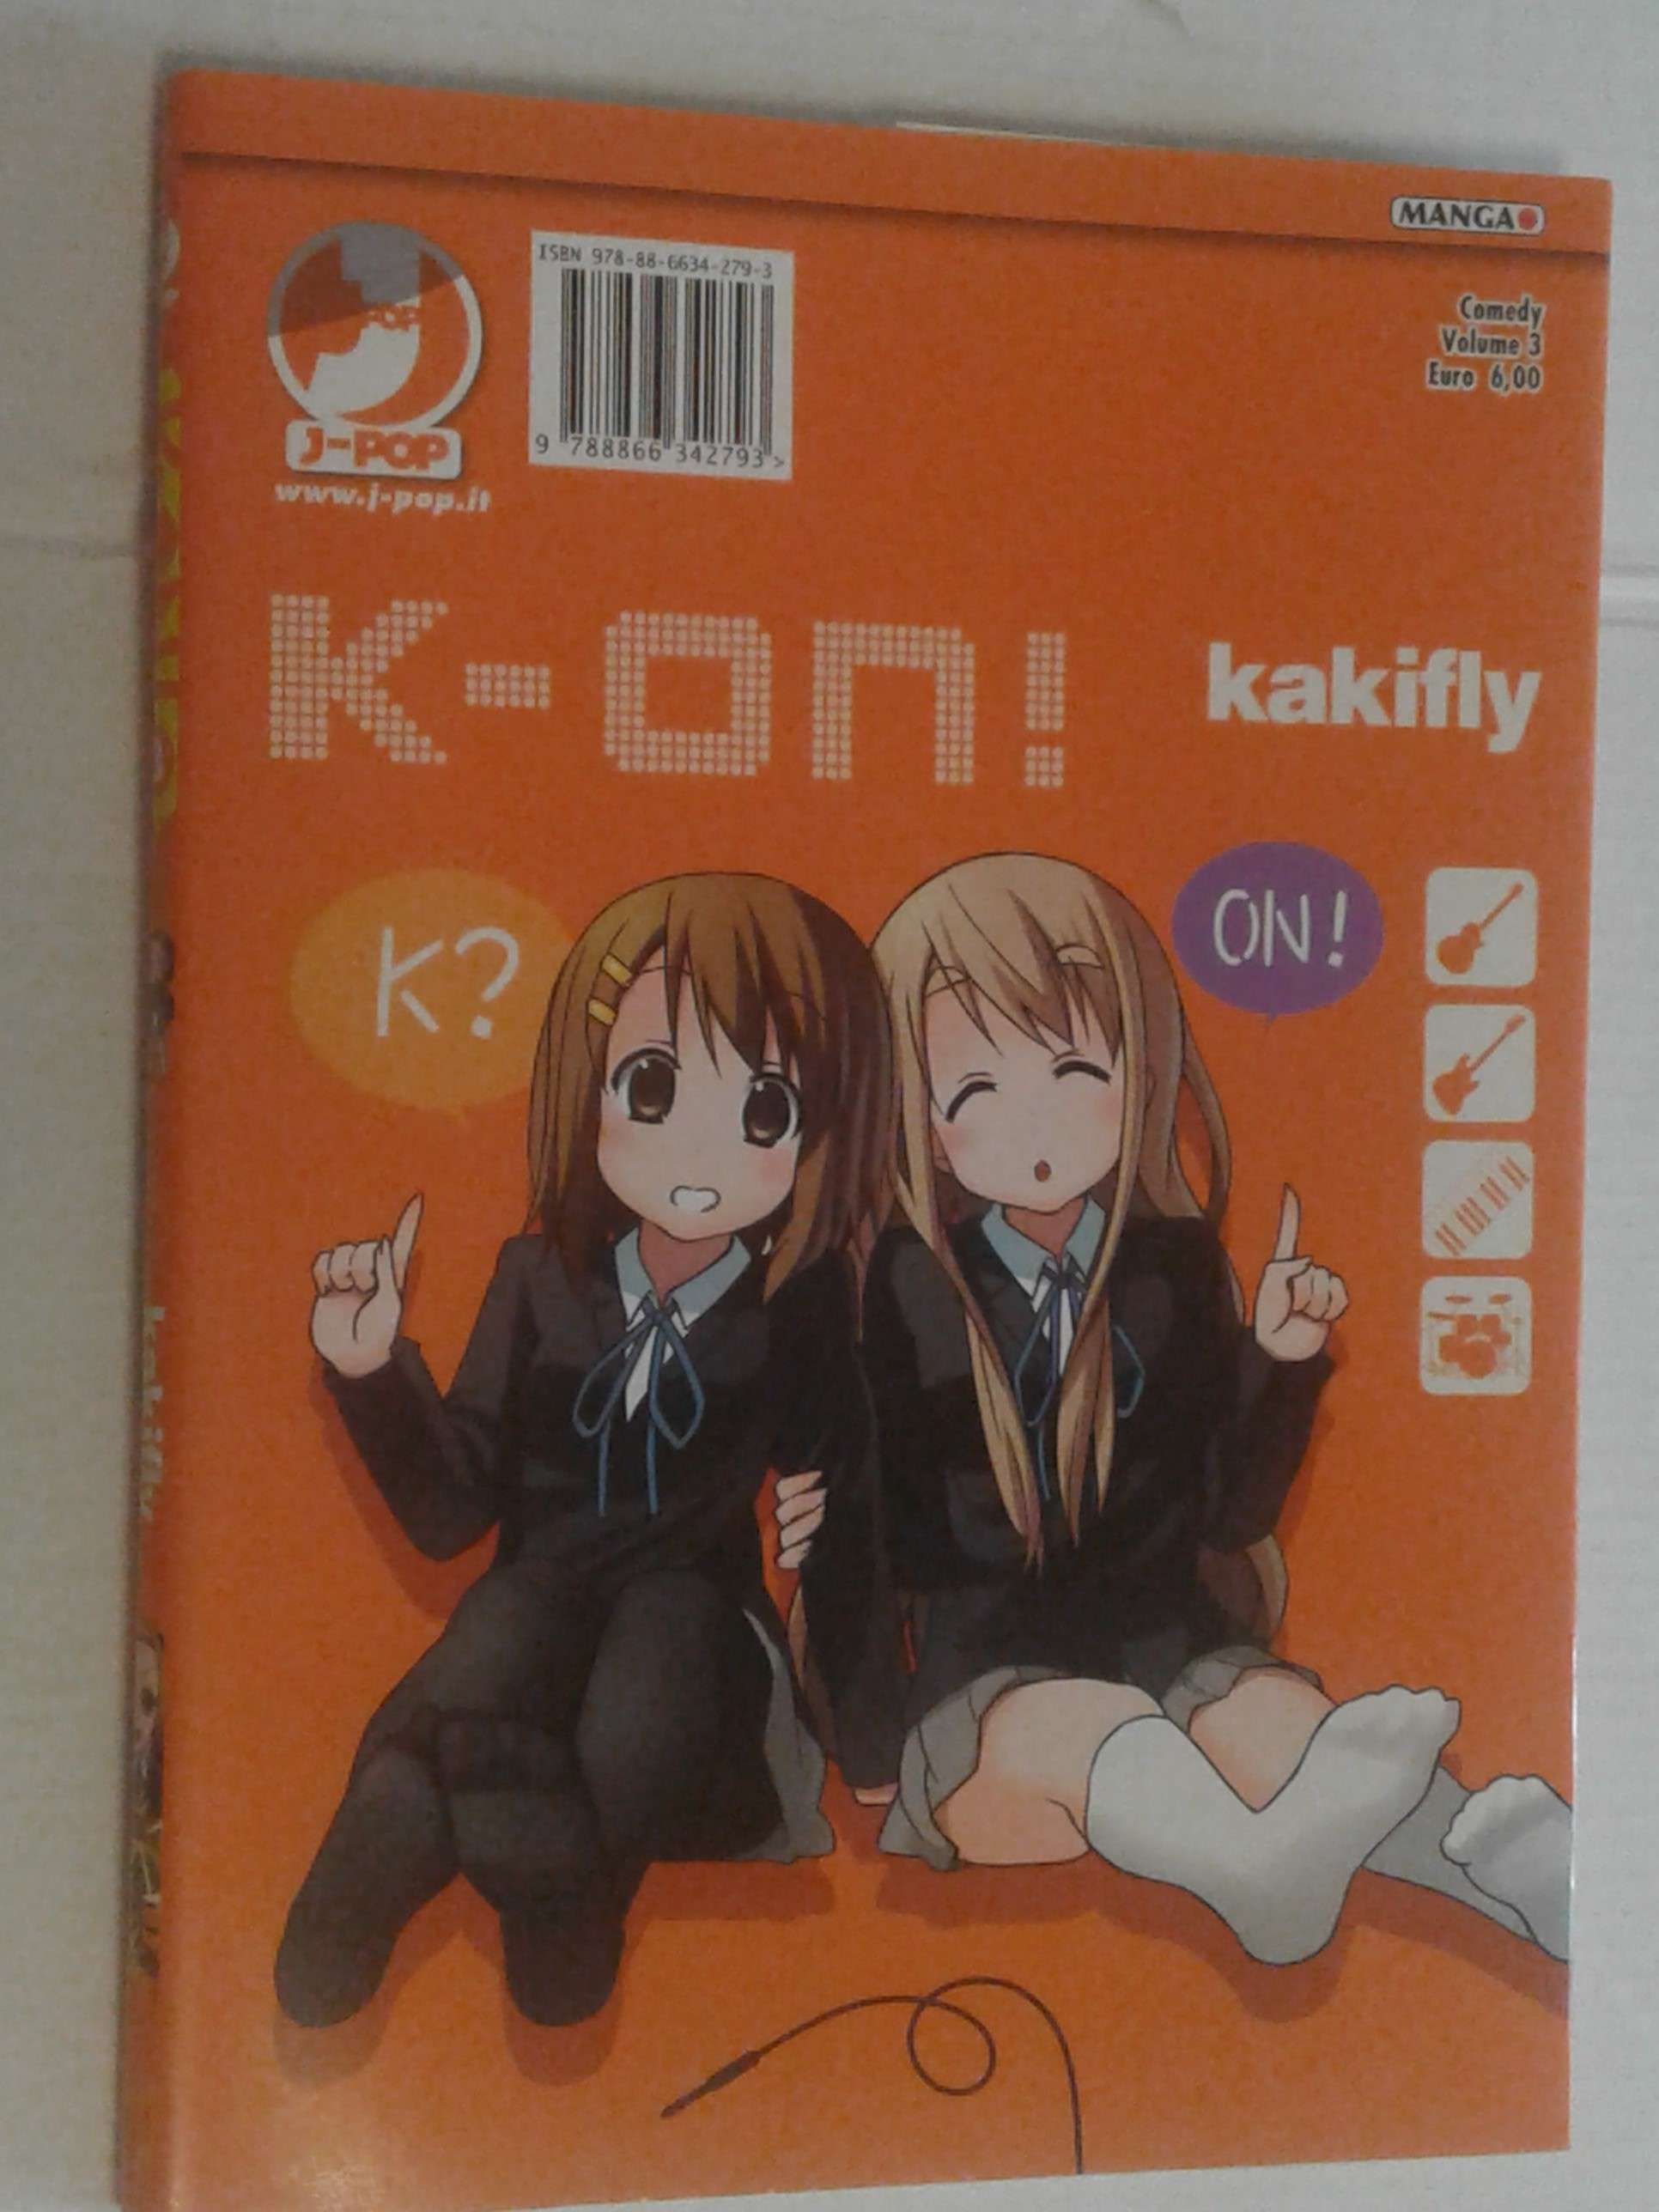 MANGA
ISBN 978-88-6634-279-3
9 788866 342793 >
Comedy
Volume 3
Euro 6,00
J-POP
www.j-pop.it
K-ON!
kakifly
K?
ON!
kakifly